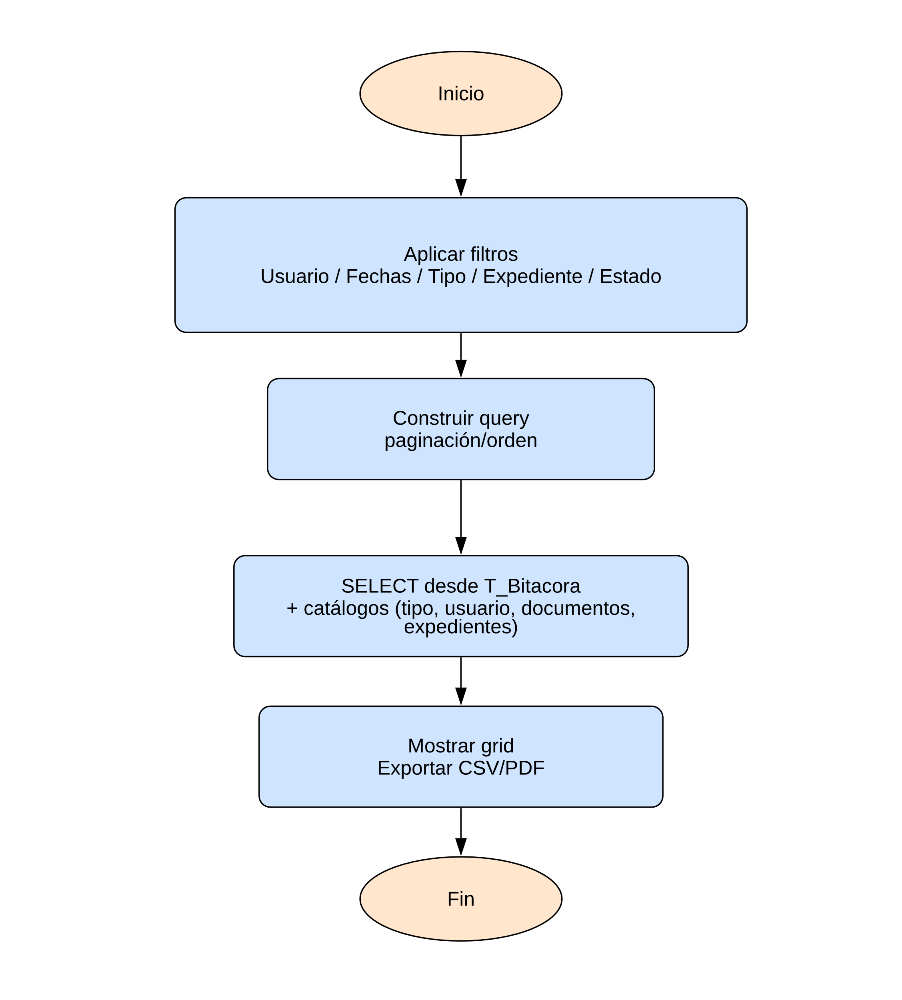 Inicio
Aplicar filtros
Usuario / Fechas / Tipo / Expediente / Estado
Construir query
paginación/orden
SELECT desde T_Bitacora
+ catálogos (tipo, usuario, documentos,
expedientes)
Mostrar grid
Exportar CSV/PDF
Fin